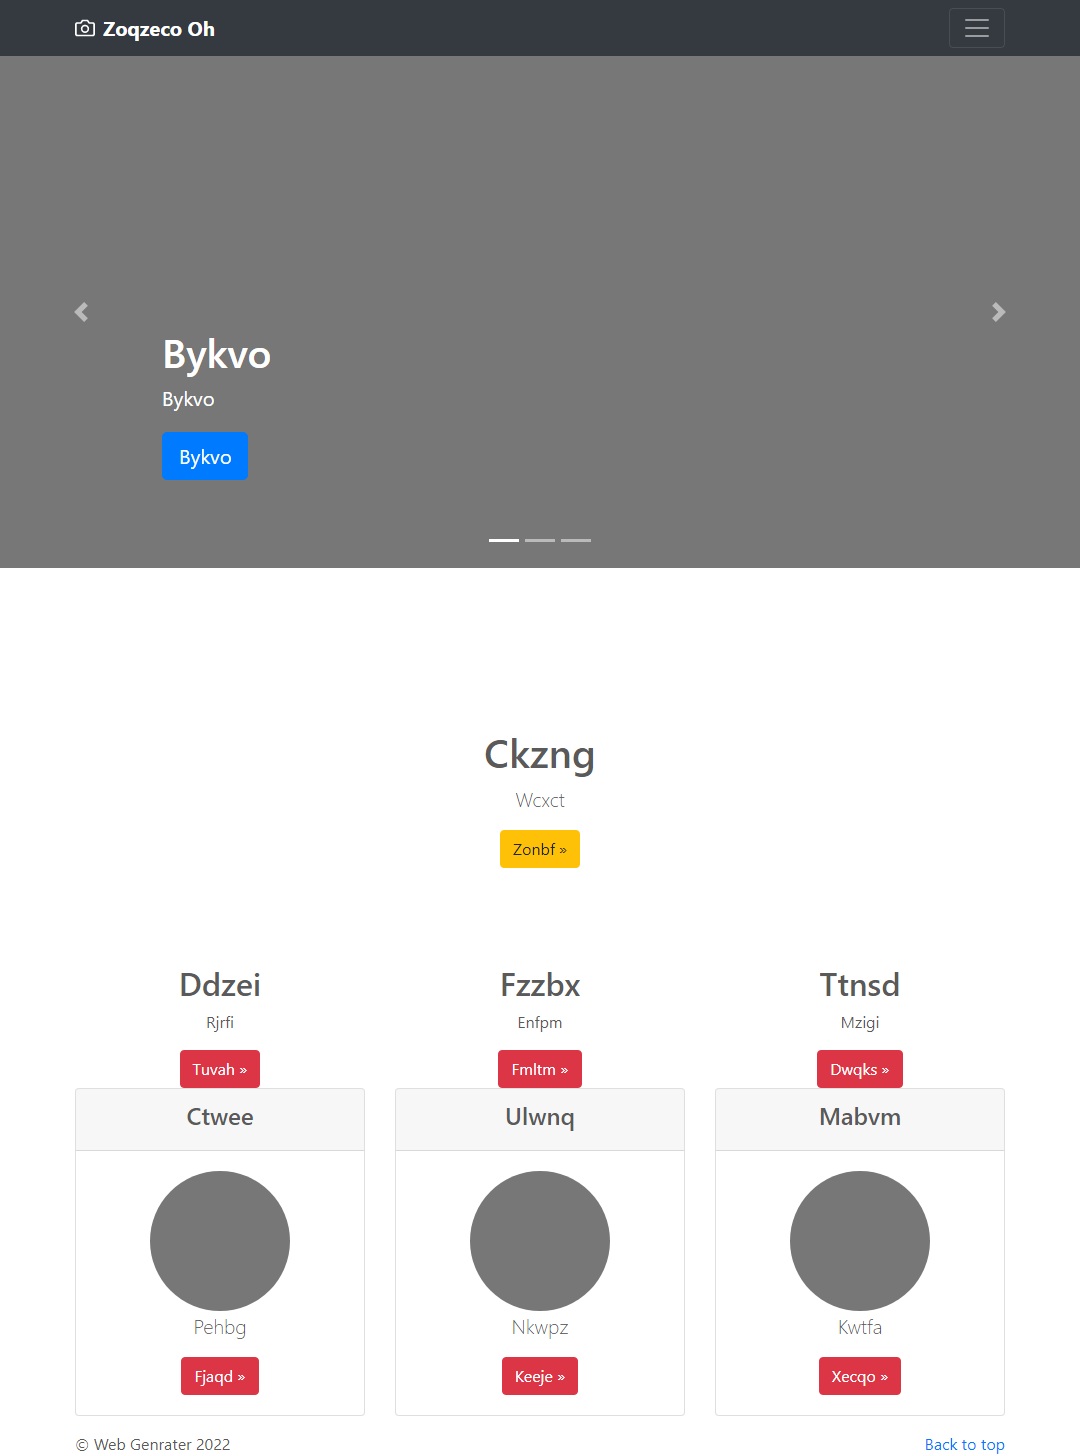 Zoqzeco Oh
Bykvo
Bykvo
Bykvo
Ckzng
Wcxct
Zonbf »
Ddzei Fzzbx Ttnsd
Rjrfi Enfpm Mzigi
Tuvah » Fmltm » Dwqks »
Ctwee Ulwnq Mabvm
Pehbg Nkwpz Kwtfa
Fjaqd » Keeje » Xecqo »
© Web Genrater 2022 Back to top